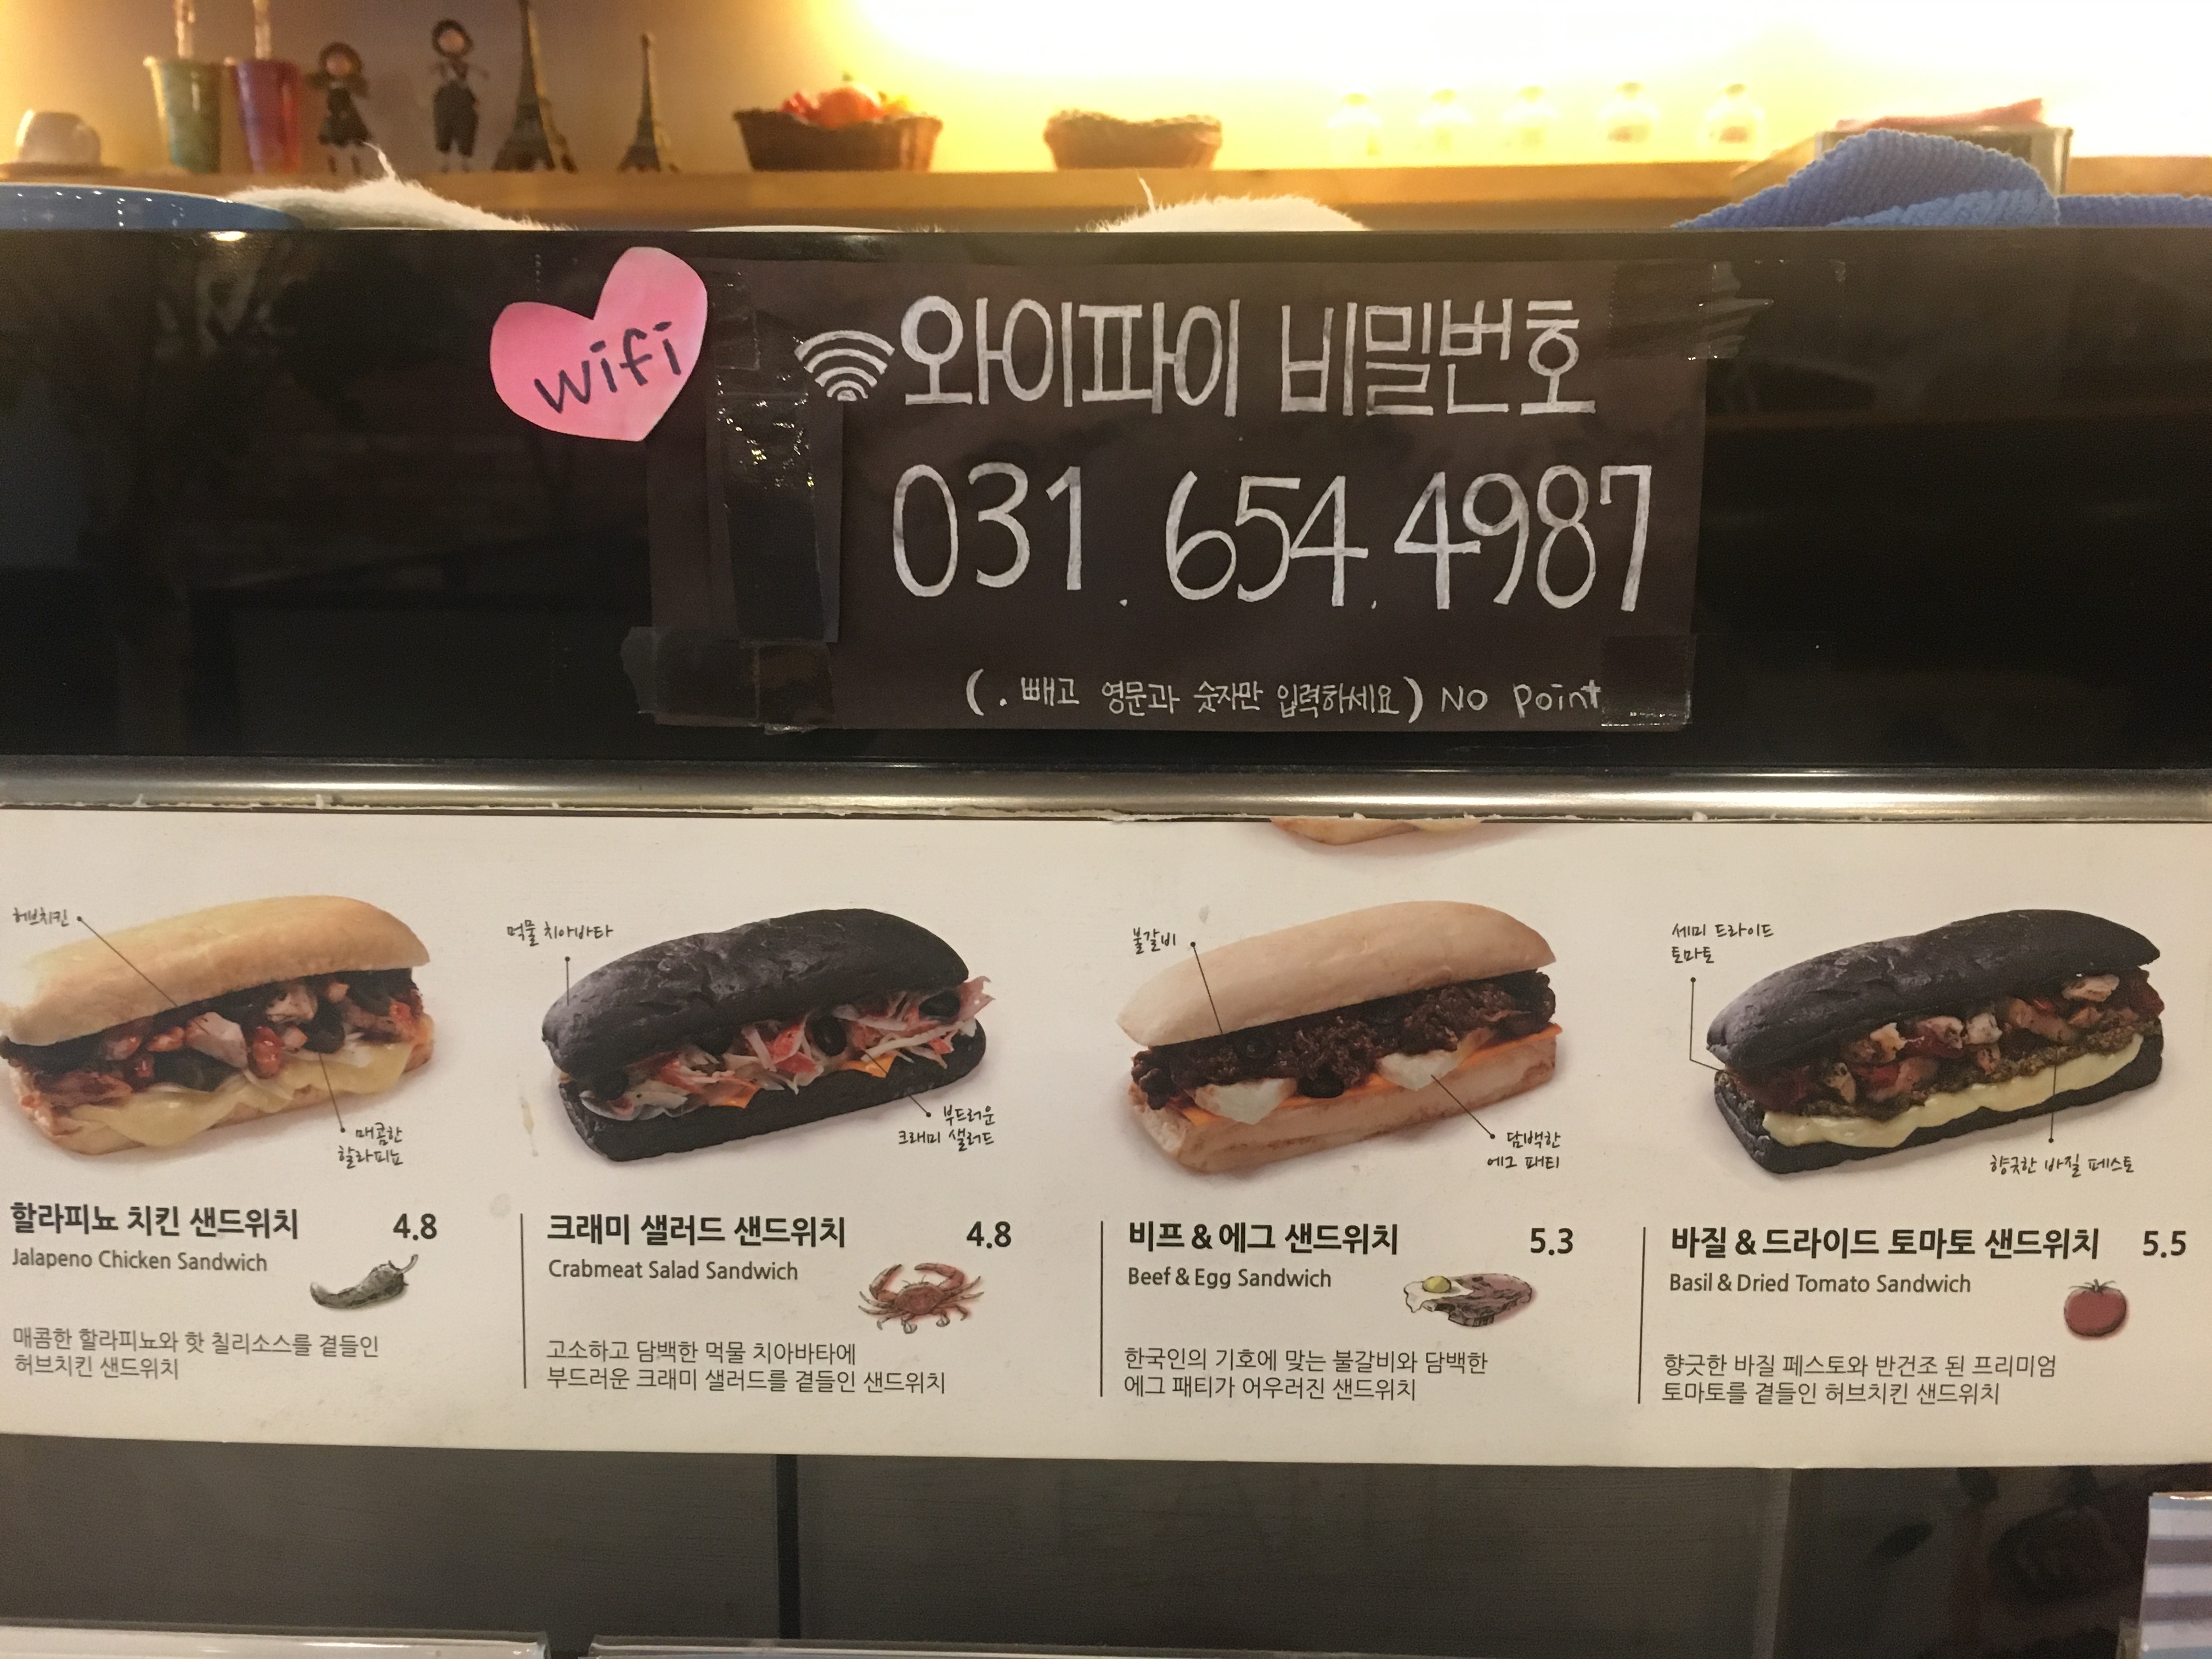 wifi
와이파이 비밀번호
031.654.4987
(. 빼고 영문과 숫자만 입력하세요) No Point
허브치킨
매콤한
할라피뇨
할라피뇨 치킨 샌드위치 4.8
Jalapeno Chicken Sandwich
매콤한 할라피뇨와 핫 칠리소스를 곁들인
허브치킨 샌드위치
먹물 치아바타
부드러운
크래미 샐러드
크래미 샐러드 샌드위치 4.8
Crabmeat Salad Sandwich
고소하고 담백한 먹물 치아바타에
부드러운 크래미 샐러드를 곁들인 샌드위치
불갈비
담백한
에그 패티
비프 & 에그 샌드위치 5.3
Beef & Egg Sandwich
한국인의 기호에 맞는 불갈비와 담백한
에그 패티가 어우러진 샌드위치
세미 드라이드
토마토
향긋한 바질 페스토
바질 & 드라이드 토마토 샌드위치 5.5
Basil & Dried Tomato Sandwich
향긋한 바질 페스토와 반건조 된 프리미엄
토마토를 곁들인 허브치킨 샌드위치